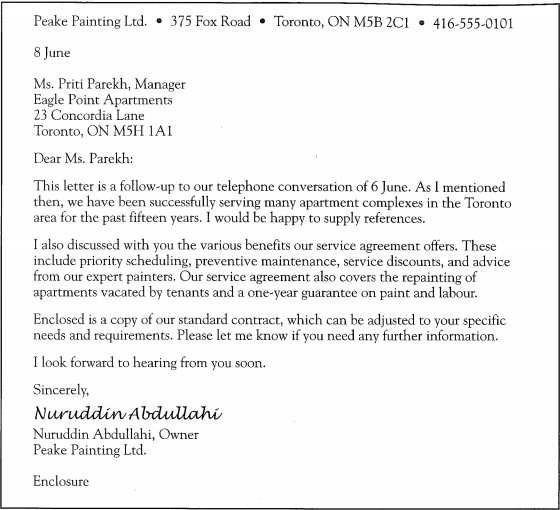 Peake Painting Ltd. • 375 Fox Road • Toronto, ON M5B 2C1 • 416-555-0101
8 June
Ms. Priti Parekh, Manager
Eagle Point Apartments
23 Concordia Lane
Toronto, ON M5H 1A1
Dear Ms. Parekh:
This letter is a follow-up to our telephone conversation of 6 June. As I mentioned
then, we have been successfully serving many apartment complexes in the Toronto
area for the past fifteen years. I would be happy to supply references.
I also discussed with you the various benefits our service agreement offers. These
include priority scheduling, preventive maintenance, service discounts, and advice
from our expert painters. Our service agreement also covers the repainting of
apartments vacated by tenants and a one-year guarantee on paint and labour.
Enclosed is a copy of our standard contract, which can be adjusted to your specific
needs and requirements. Please let me know if you need any further information.
I look forward to hearing from you soon.
Sincerely,
Nuruddin Abdullahi
Nuruddin Abdullahi, Owner
Peake Painting Ltd.
Enclosure